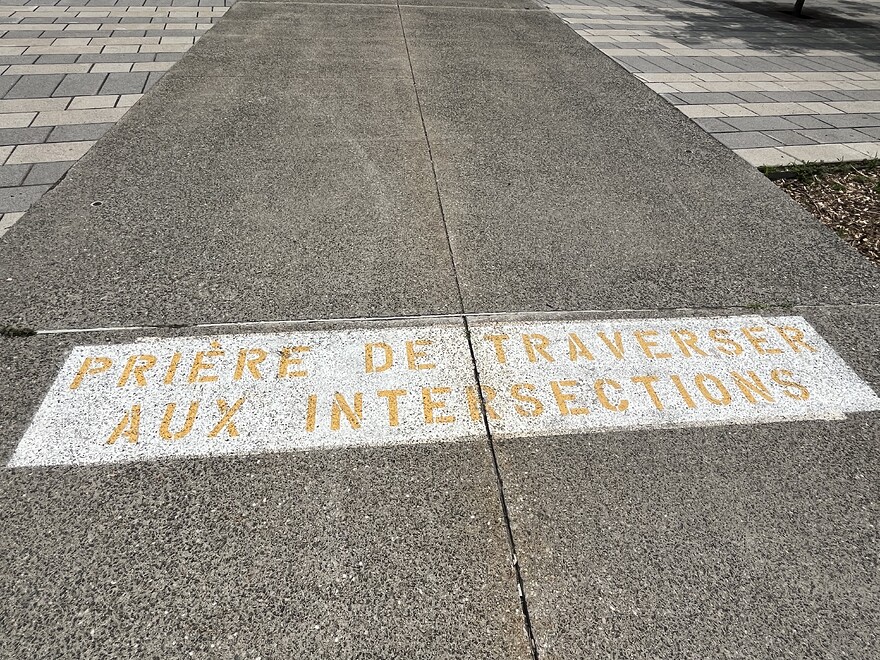 PRIÈRE DE TRAVERSER
AUX INTERSECTIONS